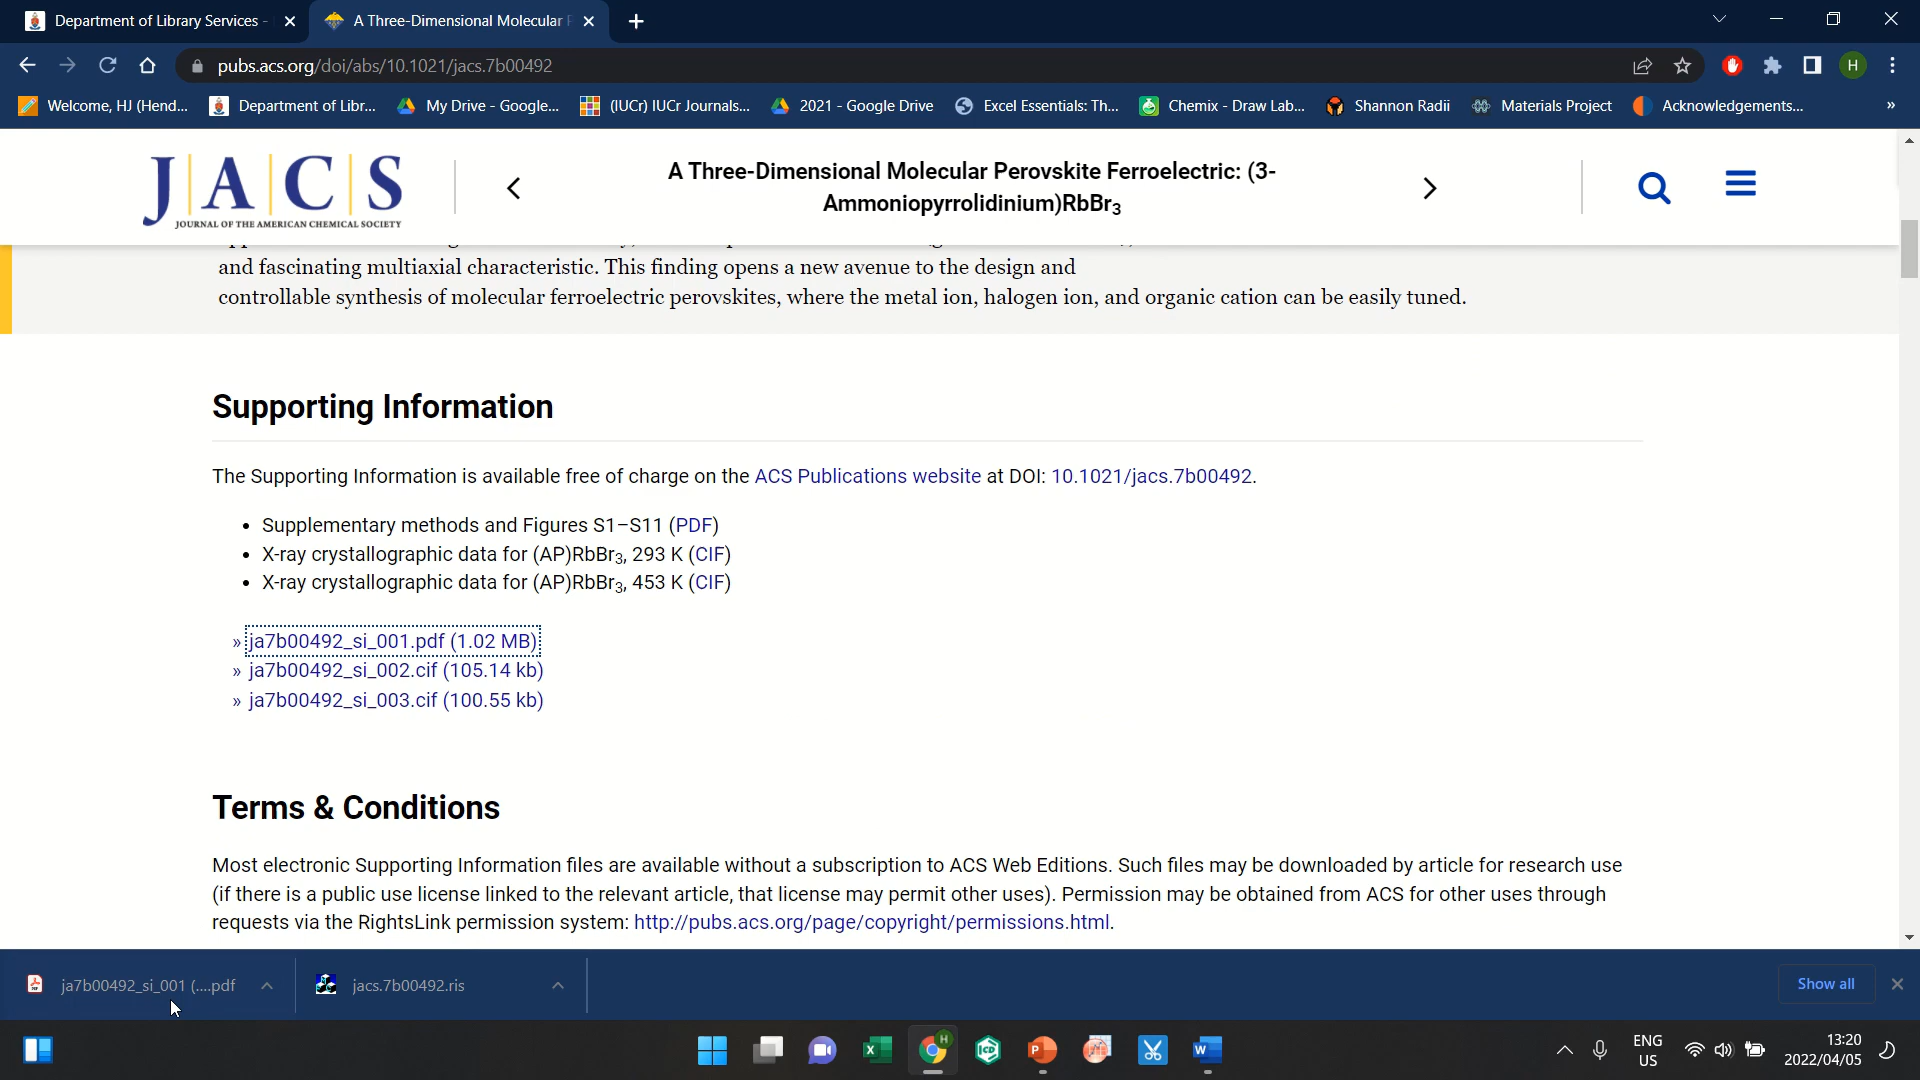 Department of Library Services -
A Three-Dimensional Molecular
pubs.acs.org/doi/abs/10.1021/jacs.7b00492
H
Welcome, HJ (Hend...
Department of Libr...
My Drive - Google...
(IUCr) IUCr Journals...
2021 - Google Drive
Excel Essentials: Th...
Chemix - Draw Lab...
Shannon Radii
Materials Project
Acknowledgements...
»
JACS
JOURNAL OF THE AMERICAN CHEMICAL SOCIETY
A Three-Dimensional Molecular Perovskite Ferroelectric: (3-
Ammoniopyrrolidinium)RbBr₃
and fascinating multiaxial characteristic. This finding opens a new avenue to the design and
controllable synthesis of molecular ferroelectric perovskites, where the metal ion, halogen ion, and organic cation can be easily tuned.
Supporting Information
The Supporting Information is available free of charge on the ACS Publications website at DOI: 10.1021/jacs.7b00492.
• Supplementary methods and Figures S1–S11 (PDF)
• X-ray crystallographic data for (AP)RbBr₃, 293 K (CIF)
• X-ray crystallographic data for (AP)RbBr₃, 453 K (CIF)
» ja7b00492_si_001.pdf (1.02 MB)
» ja7b00492_si_002.cif (105.14 kb)
» ja7b00492_si_003.cif (100.55 kb)
Terms & Conditions
Most electronic Supporting Information files are available without a subscription to ACS Web Editions. Such files may be downloaded by article for research use
(if there is a public use license linked to the relevant article, that license may permit other uses). Permission may be obtained from ACS for other uses through
requests via the RightsLink permission system: http://pubs.acs.org/page/copyright/permissions.html.
ja7b00492_si_001 (....pdf
jacs.7b00492.ris
Show all
ENG
US
13:20
2022/04/05